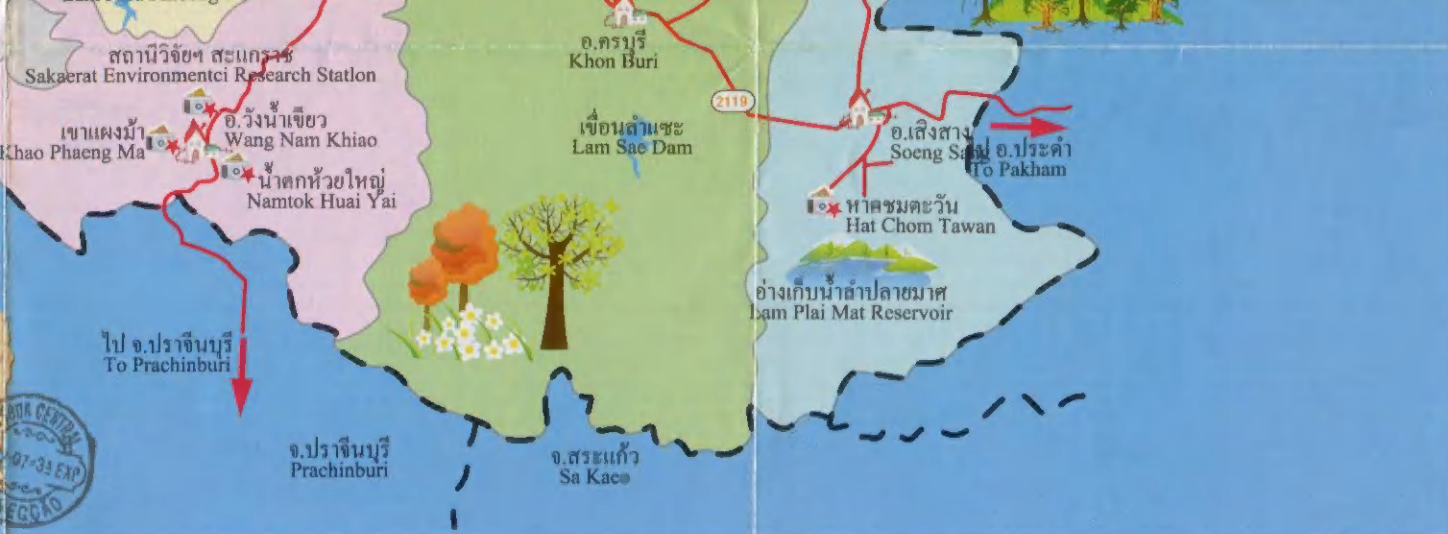 สถานีวิจัยฯ สะแกราช
Sakaerat Environmentci Research Statlon
อ.วังน้ำเขียว
Wang Nam Khiao
เขาแผงม้า
Khao Phaeng Ma
น้ำตกห้วยใหญ่
Namtok Huai Yai
ไป จ.ปราจีนบุรี
To Prachinburi
จ.ปราจีนบุรี
Prachinburi
อ.ครบุรี
Khon Buri
2119
เขื่อนลำแซะ
Lam Sae Dam
จ.สระแก้ว
Sa Kaeo
อ.เสิงสาง
Soeng Sang
ไป อ.ประคำ
To Pakham
หาดชมตะวัน
Hat Chom Tawan
อ่างเก็บน้ำลำปลายมาศ
Lam Plai Mat Reservoir
CENTRAL
07-